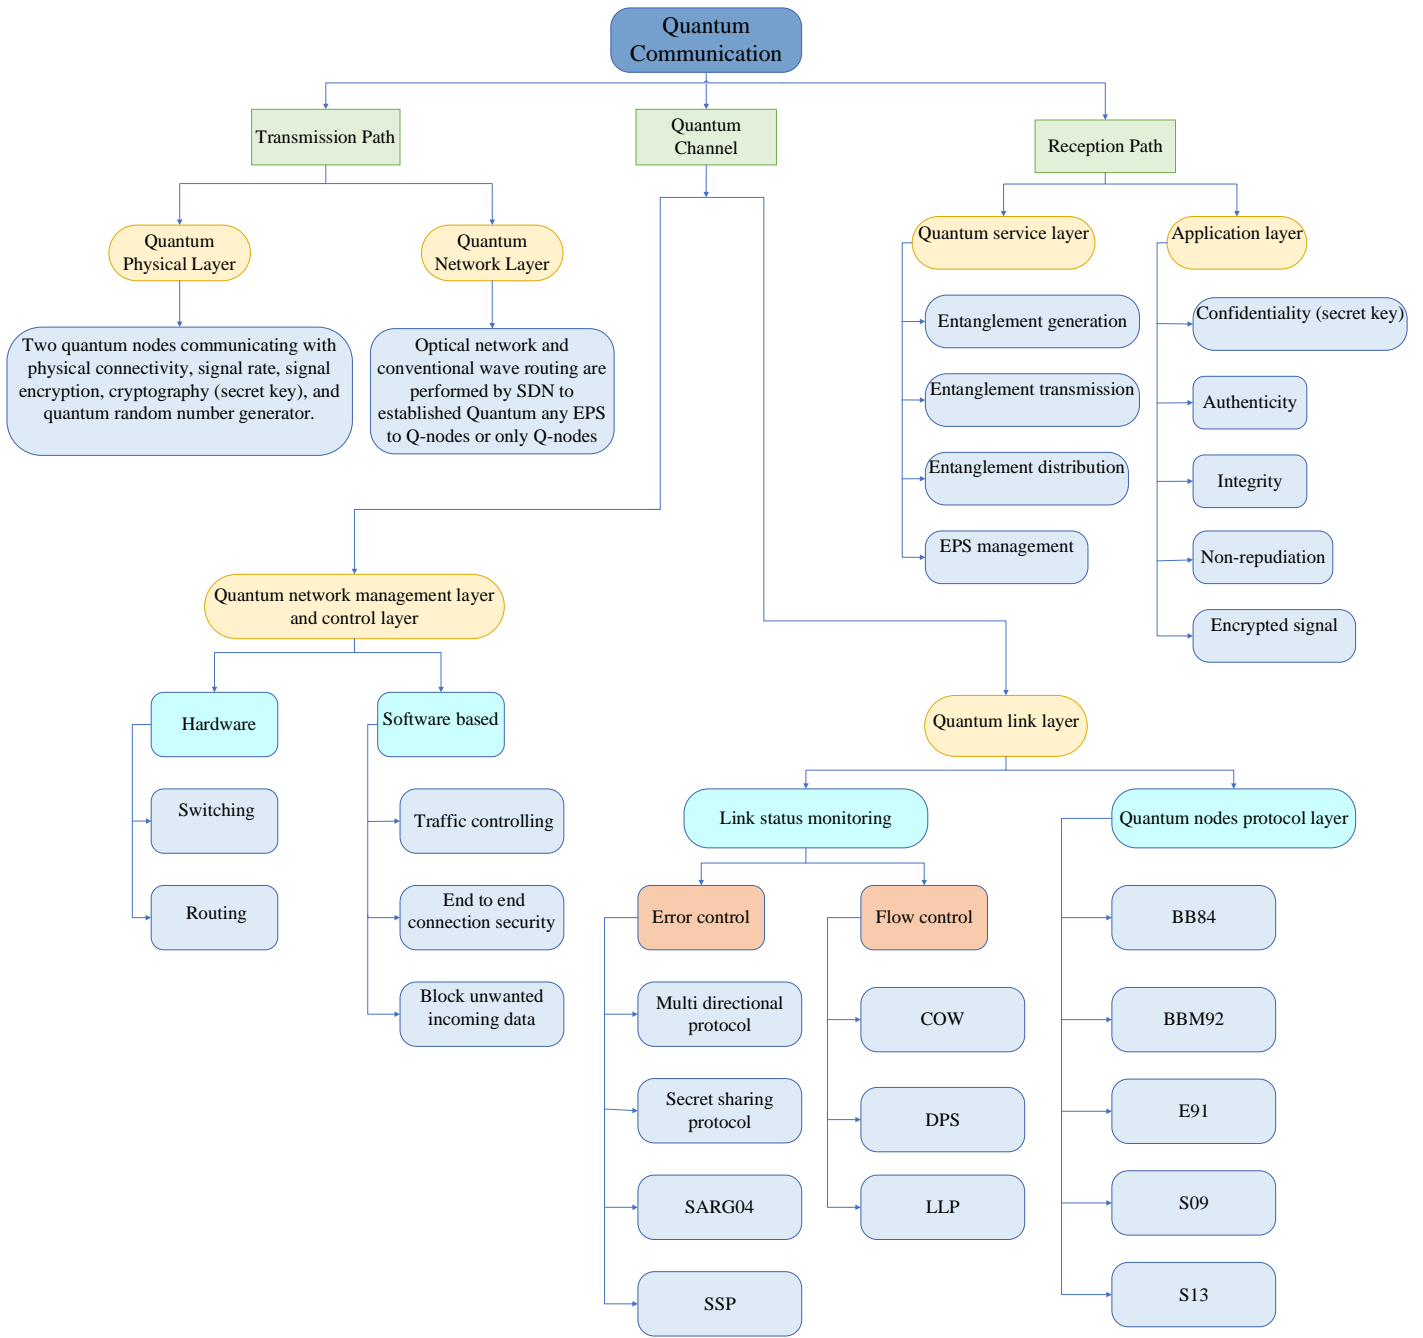 Quantum
Communication
Transmission Path
Quantum
Channel
Reception Path
Quantum
Physical Layer
Quantum
Network Layer
Two quantum nodes communicating with
physical connectivity, signal rate, signal
encryption, cryptography (secret key), and
quantum random number generator.
Optical network and
conventional wave routing are
performed by SDN to
established Quantum any EPS
to Q-nodes or only Q-nodes
Quantum service layer
Entanglement generation
Entanglement transmission
Entanglement distribution
EPS management
Application layer
Confidentiality (secret key)
Authenticity
Integrity
Non-repudiation
Encrypted signal
Quantum network management layer
and control layer
Hardware
Switching
Routing
Software based
Traffic controlling
End to end
connection security
Block unwanted
incoming data
Quantum link layer
Link status monitoring
Error control
Multi directional
protocol
Secret sharing
protocol
SARG04
SSP
Flow control
COW
DPS
LLP
Quantum nodes protocol layer
BB84
BBM92
E91
S09
S13